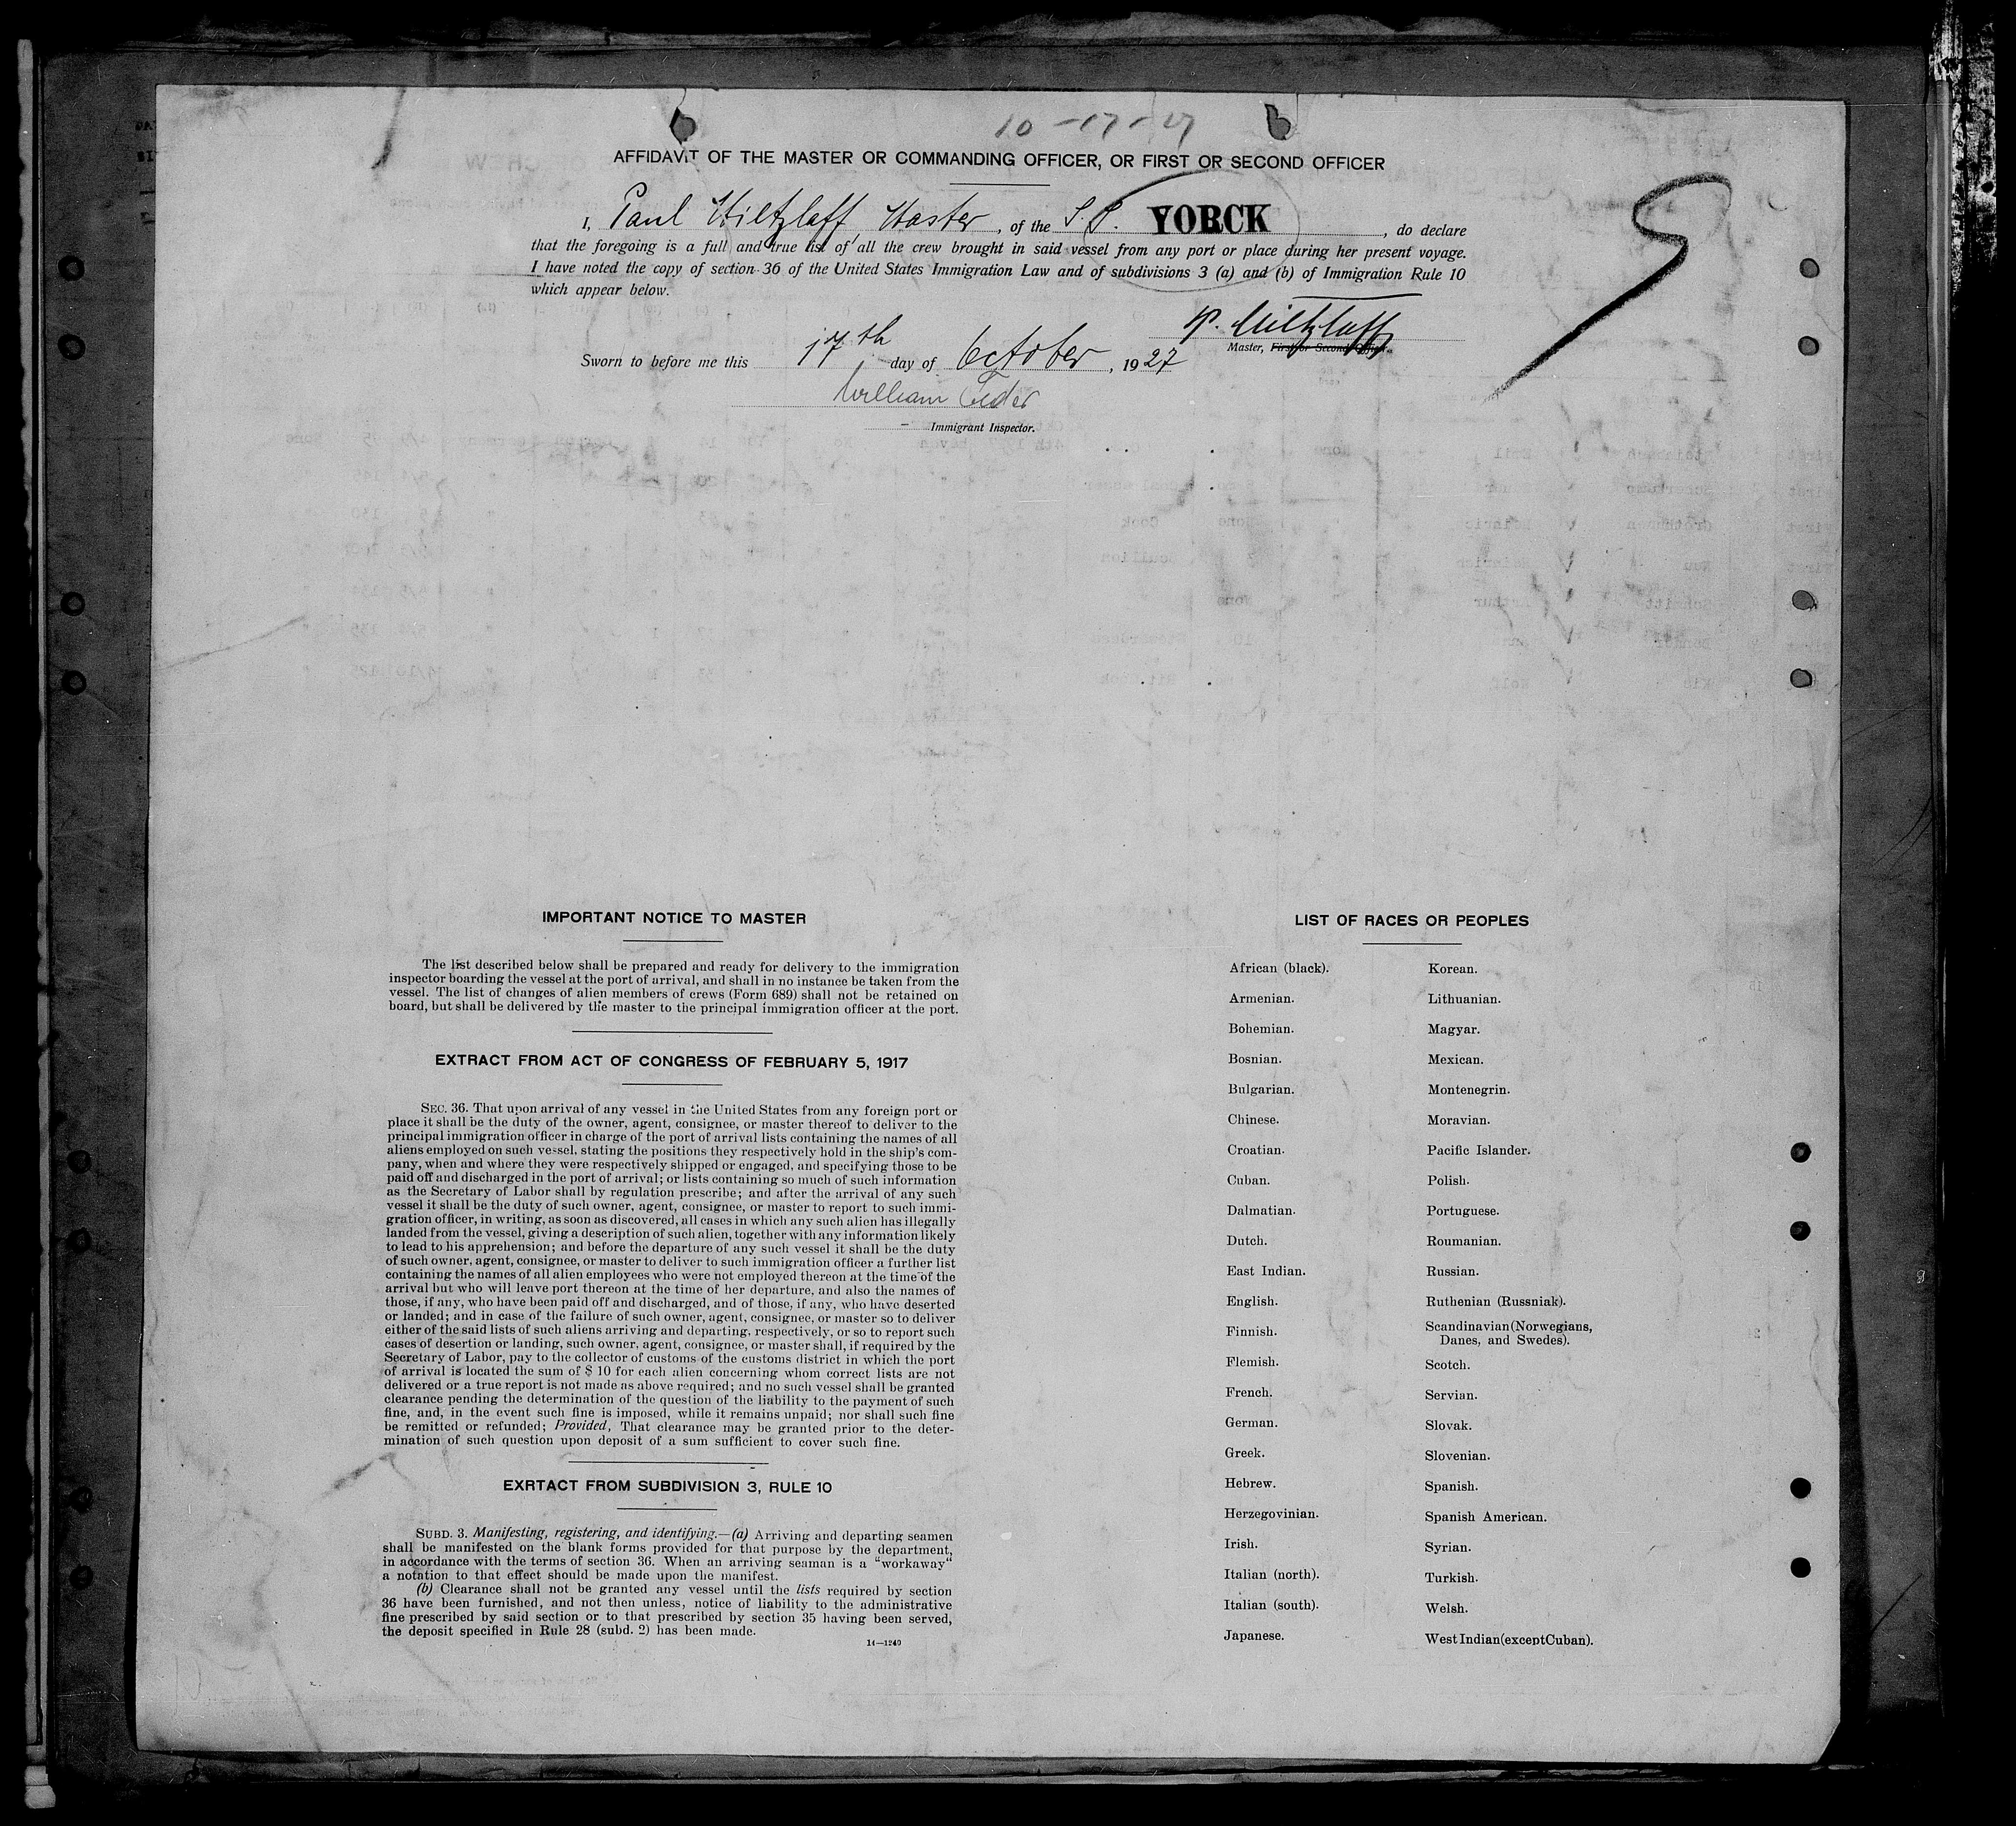 10-17-27
AFFIDAVIT OF THE MASTER OR COMMANDING OFFICER, OR FIRST OR SECOND OFFICER
I, Paul Wiltzlaff, Master, of the S. S. YORCK, do declare
that the foregoing is a full and true list of all the crew brought in said vessel from any port or place during her present voyage.
I have noted the copy of section 36 of the United States Immigration Law and of subdivisions 3 (a) and (b) of Immigration Rule 10
which appear below.
P. Wiltzlaff
Master, First or Second Officer.
Sworn to before me this 17th day of October, 1927
William
Immigrant Inspector.
IMPORTANT NOTICE TO MASTER
The list described below shall be prepared and ready for delivery to the immigration
inspector boarding the vessel at the port of arrival, and shall in no instance be taken from the
vessel. The list of changes of alien members of crews (Form 689) shall not be retained on
board, but shall be delivered by the master to the principal immigration officer at the port.
EXTRACT FROM ACT OF CONGRESS OF FEBRUARY 5, 1917
SEC. 36. That upon arrival of any vessel in the United States from any foreign port or
place it shall be the duty of the owner, agent, consignee, or master thereof to deliver to the
principal immigration officer in charge of the port of arrival lists containing the names of all
aliens employed on such vessel, stating the positions they respectively hold in the ship's com-
pany, when and where they were respectively shipped or engaged, and specifying those to be
paid off and discharged in the port of arrival; or lists containing so much of such information
as the Secretary of Labor shall by regulation prescribe; and after the arrival of any such
vessel it shall be the duty of such owner, agent, consignee, or master to report to such immi-
gration officer, in writing, as soon as discovered, all cases in which any such alien has illegally
landed from the vessel, giving a description of such alien, together with any information likely
to lead to his apprehension; and before the departure of any such vessel it shall be the duty
of such owner, agent, consignee, or master to deliver to such immigration officer a further list
containing the names of all alien employees who were not employed thereon at the time of the
arrival but who will leave port thereon at the time of her departure, and also the names of
those, if any, who have been paid off and discharged, and of those, if any, who have deserted
or landed; and in case of the failure of such owner, agent, consignee, or master so to deliver
either of the said lists of such aliens arriving and departing, respectively, or so to report such
cases of desertion or landing, such owner, agent, consignee, or master shall, if required by the
Secretary of Labor, pay to the collector of customs of the customs district in which the port
of arrival is located the sum of $ 10 for each alien concerning whom correct lists are not
delivered or a true report is not made as above required; and no such vessel shall be granted
clearance pending the determination of the question of the liability to the payment of such
fine, and, in the event such fine is imposed, while it remains unpaid; nor shall such fine
be remitted or refunded; Provided, That clearance may be granted prior to the deter-
mination of such question upon deposit of a sum sufficient to cover such fine.
EXRTACT FROM SUBDIVISION 3, RULE 10
SUBD. 3. Manifesting, registering, and identifying.—(a) Arriving and departing seamen
shall be manifested on the blank forms provided for that purpose by the department,
in accordance with the terms of section 36. When an arriving seaman is a "workaway"
a notation to that effect should be made upon the manifest.
(b) Clearance shall not be granted any vessel until the lists required by section
36 have been furnished, and not then unless, notice of liability to the administrative
fine prescribed by said section or to that prescribed by section 35 having been served,
the deposit specified in Rule 28 (subd. 2) has been made.
14—1240
LIST OF RACES OR PEOPLES
African (black).
Armenian.
Bohemian.
Bosnian.
Bulgarian.
Chinese.
Croatian.
Cuban.
Dalmatian.
Dutch.
East Indian.
English.
Finnish.
Flemish.
French.
German.
Greek.
Hebrew.
Herzegovinian.
Irish.
Italian (north).
Italian (south).
Japanese.
Korean.
Lithuanian.
Magyar.
Mexican.
Montenegrin.
Moravian.
Pacific Islander.
Polish.
Portuguese.
Roumanian.
Russian.
Ruthenian (Russniak).
Scandinavian (Norwegians,
Danes, and Swedes).
Scotch.
Servian.
Slovak.
Slovenian.
Spanish.
Spanish American.
Syrian.
Turkish.
Welsh.
West Indian (except Cuban).